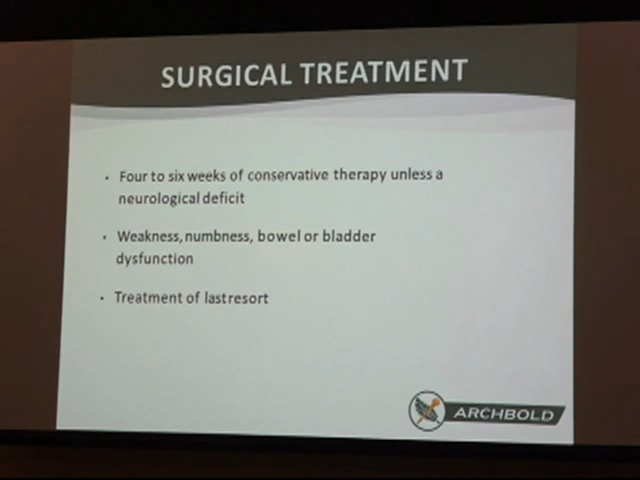 SURGICAL TREATMENT
• Four to six weeks of conservative therapy unless a
neurological deficit
• Weakness, numbness, bowel or bladder
dysfunction
• Treatment of last resort
ARCHBOLD